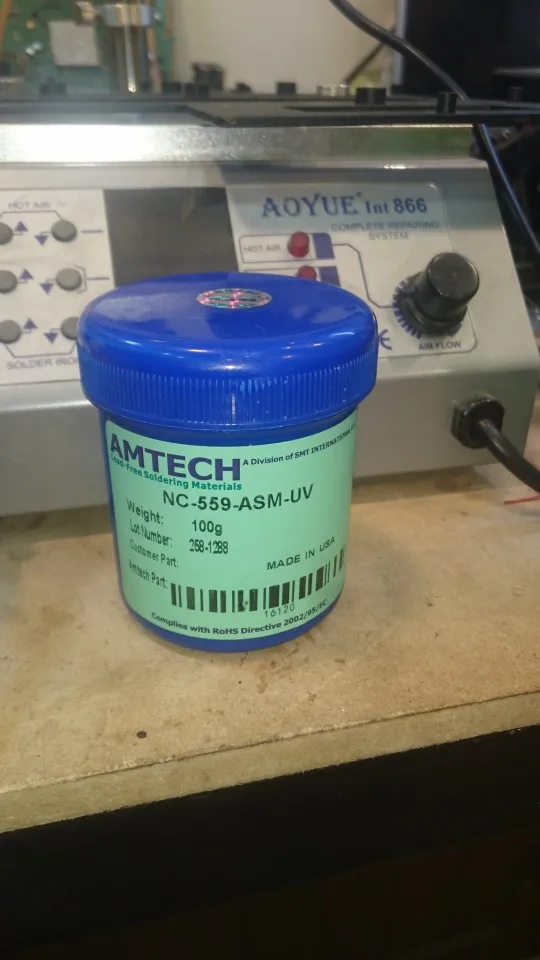 HOT AIR
SOLDER IRON
AOYUE® Int 866
COMPLETE REPAIRING
SYSTEM
HOT AIR
AIR FLOW
CE
AMTECH A Division of SMT INTERNATIONAL
Lead-Free Soldering Materials
NC-559-ASM-UV
Weight: 100g
Lot Number: 258-1288
Customer Part:
MADE IN USA
Amtech Part:
16120
Complies with RoHS Directive 2002/95/EC